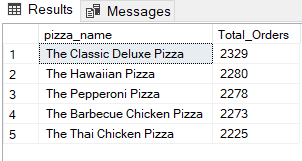 Results Messages
pizza_name Total_Orders
1 The Classic Deluxe Pizza 2329
2 The Hawaiian Pizza 2280
3 The Pepperoni Pizza 2278
4 The Barbecue Chicken Pizza 2273
5 The Thai Chicken Pizza 2225